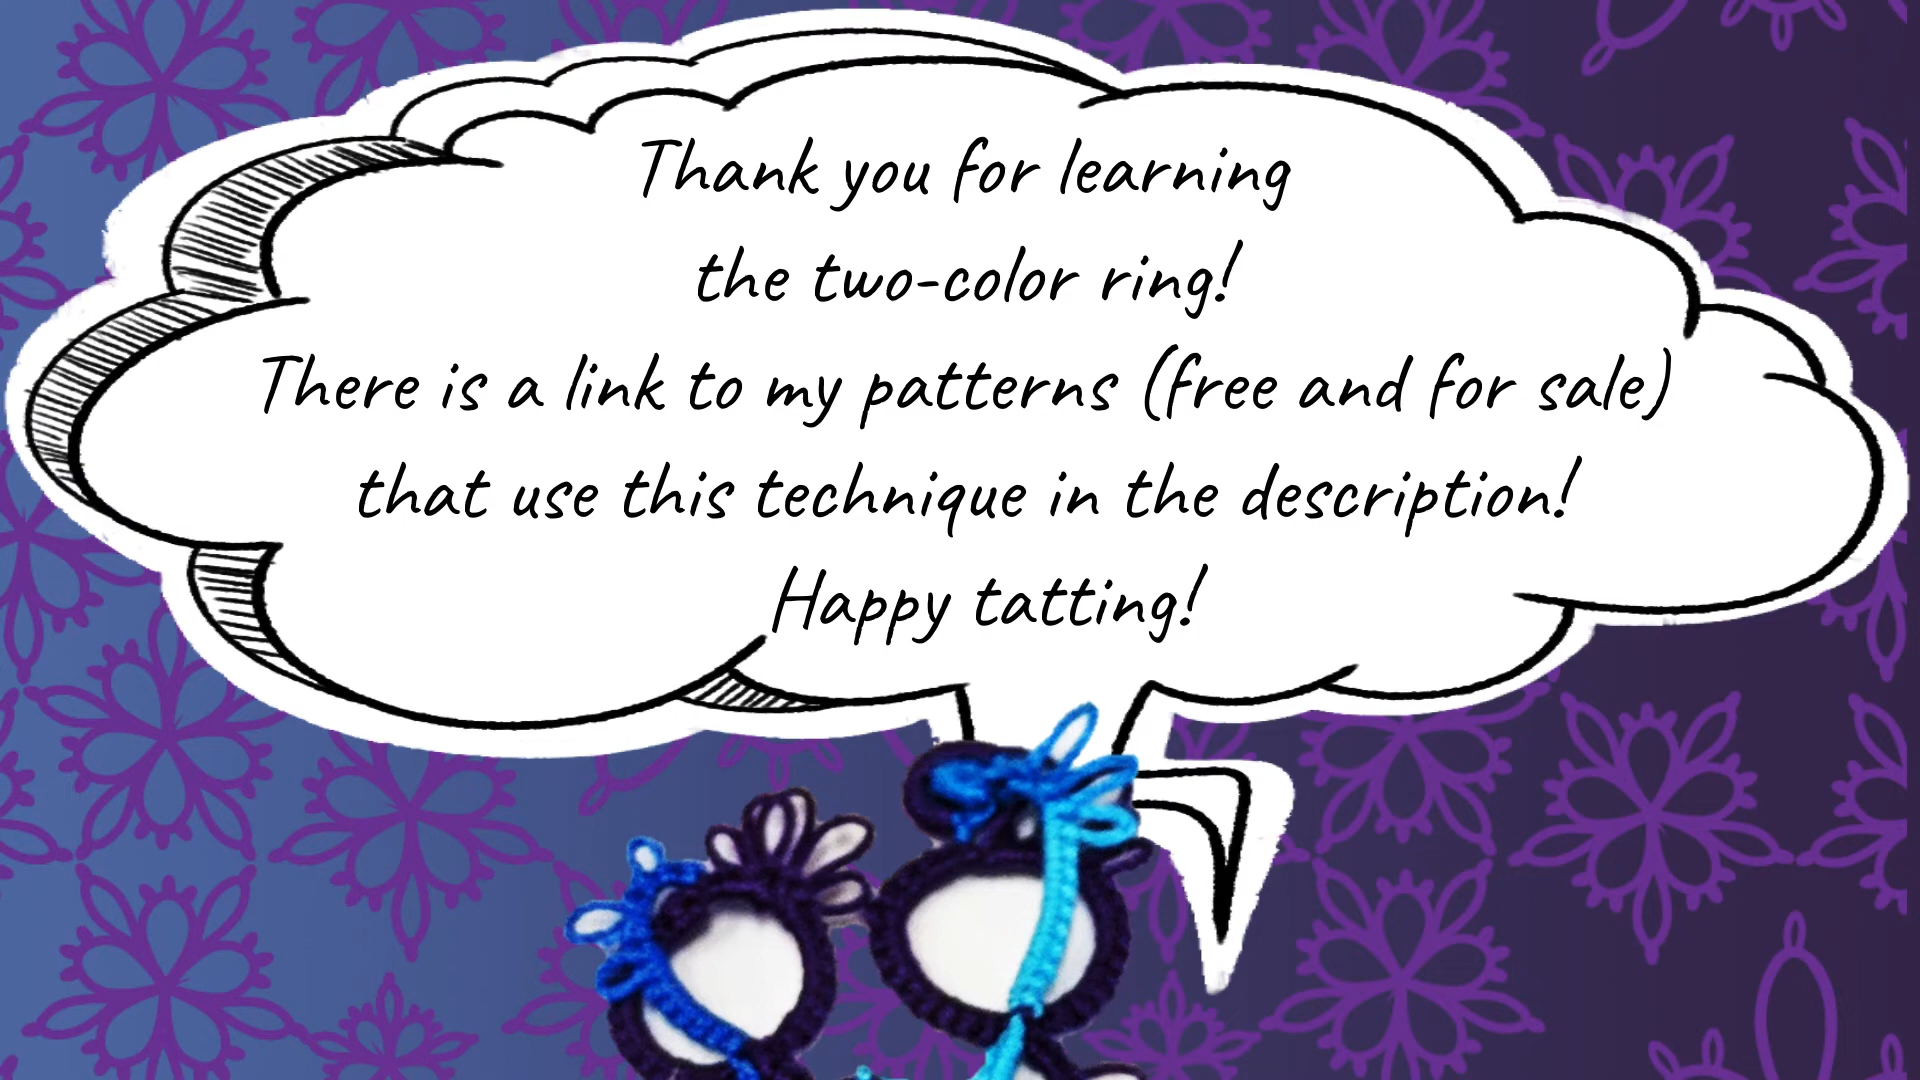 Thank you for learning
the two-color ring!
There is a link to my patterns (free and for sale)
that use this technique in the description!
Happy tatting!